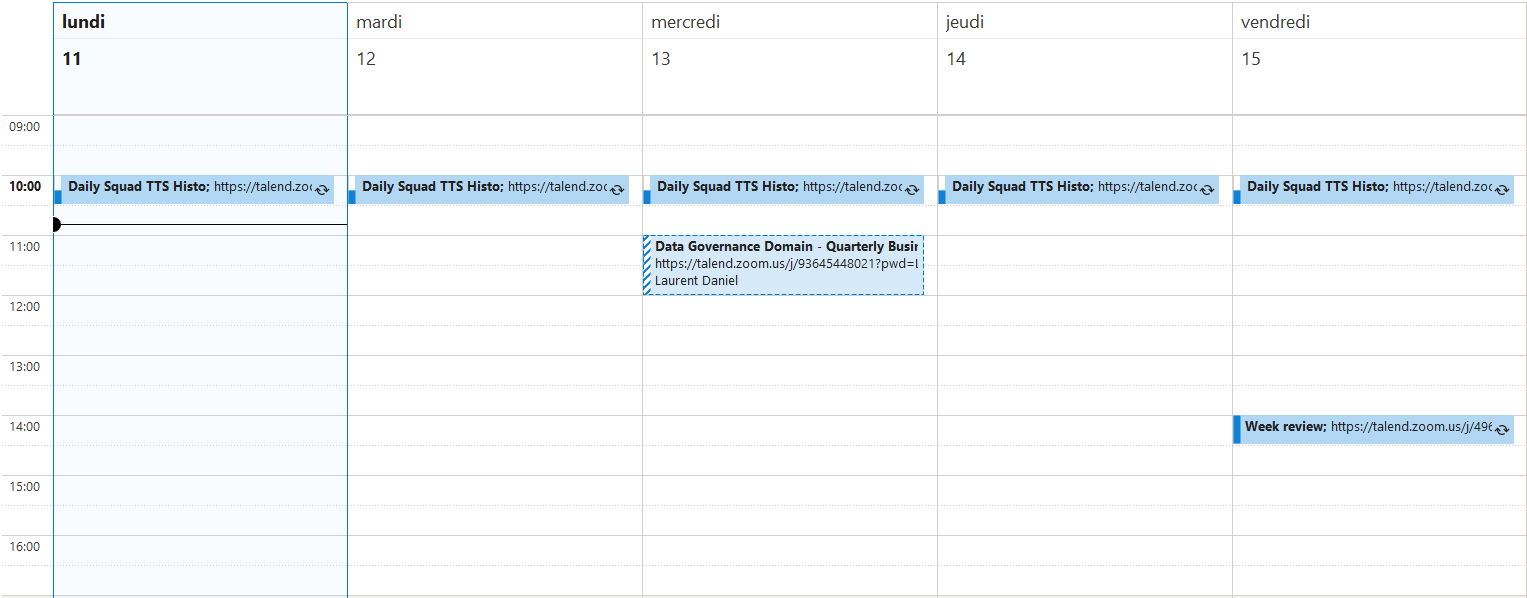 lundi
mardi
mercredi
jeudi
vendredi
11
12
13
14
15
09:00
10:00
Daily Squad TTS Histo; https://talend.zoo
Daily Squad TTS Histo; https://talend.zoo
Daily Squad TTS Histo; https://talend.zoo
Daily Squad TTS Histo; https://talend.zoo
Daily Squad TTS Histo; https://talend.zoo
11:00
Data Governance Domain - Quarterly Busin
https://talend.zoom.us/j/93645448021?pwd=
Laurent Daniel
12:00
13:00
14:00
Week review; https://talend.zoom.us/j/496
15:00
16:00